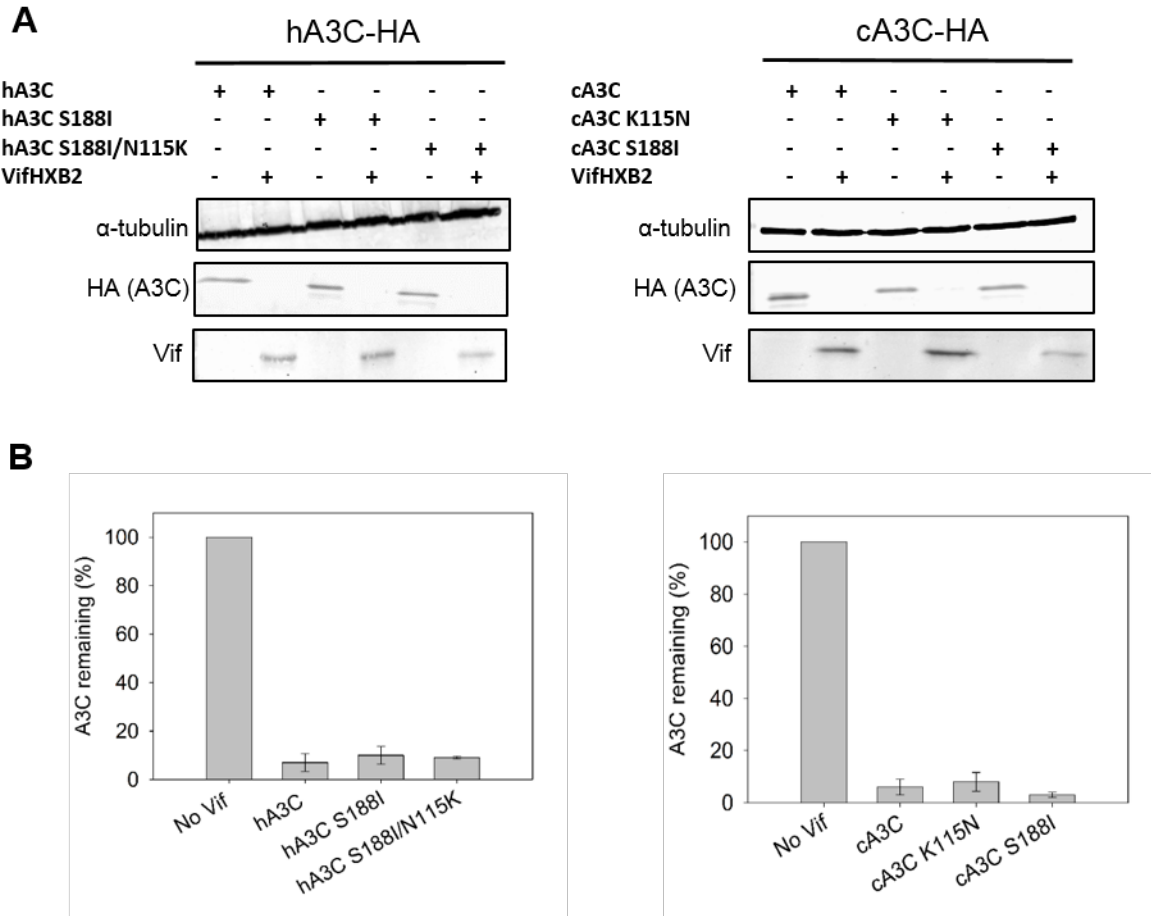 A
hA3C-HA
hA3C + + - - - -
hA3C S188I - - + + - -
hA3C S188I/N115K - - - - + +
VifHXB2 - + - + - +
α-tubulin
HA (A3C)
Vif
cA3C-HA
cA3C + + - - - -
cA3C K115N - - + + - -
cA3C S188I - - - - + +
VifHXB2 - + - + - +
α-tubulin
HA (A3C)
Vif
B
A3C remaining (%)
100
80
60
40
20
0
No Vif
hA3C
hA3C S188I
hA3C S188I/N115K
A3C remaining (%)
100
80
60
40
20
0
No Vif
cA3C
cA3C K115N
cA3C S188I